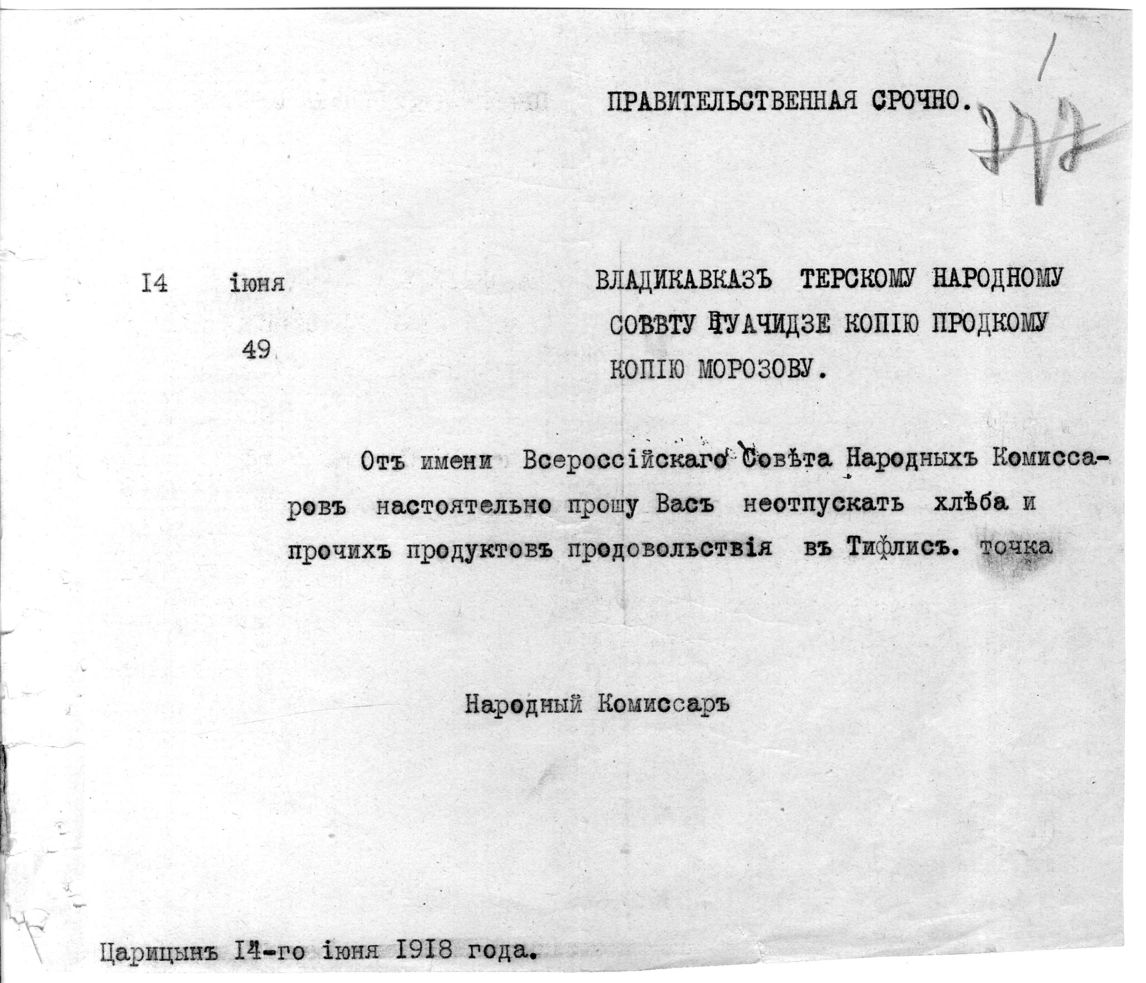 ПРАВИТЕЛЬСТВЕННАЯ СРОЧНО.
14 іюня
49
ВЛАДИКАВКАЗЪ ТЕРСКОМУ НАРОДНОМУ
СОВѢТУ БУАЧИДЗЕ КОПІЮ ПРОДКОМУ
КОПІЮ МОРОЗОВУ.
Отъ имени Всероссійскаго Совѣта Народныхъ Комисса-
ровъ настоятельно прошу Васъ неотпускать хлѣба и
прочихъ продуктовъ продовольствія въ Тифлисъ. точка
Народный Комиссаръ
Царицынъ 14-го іюня 1918 года.